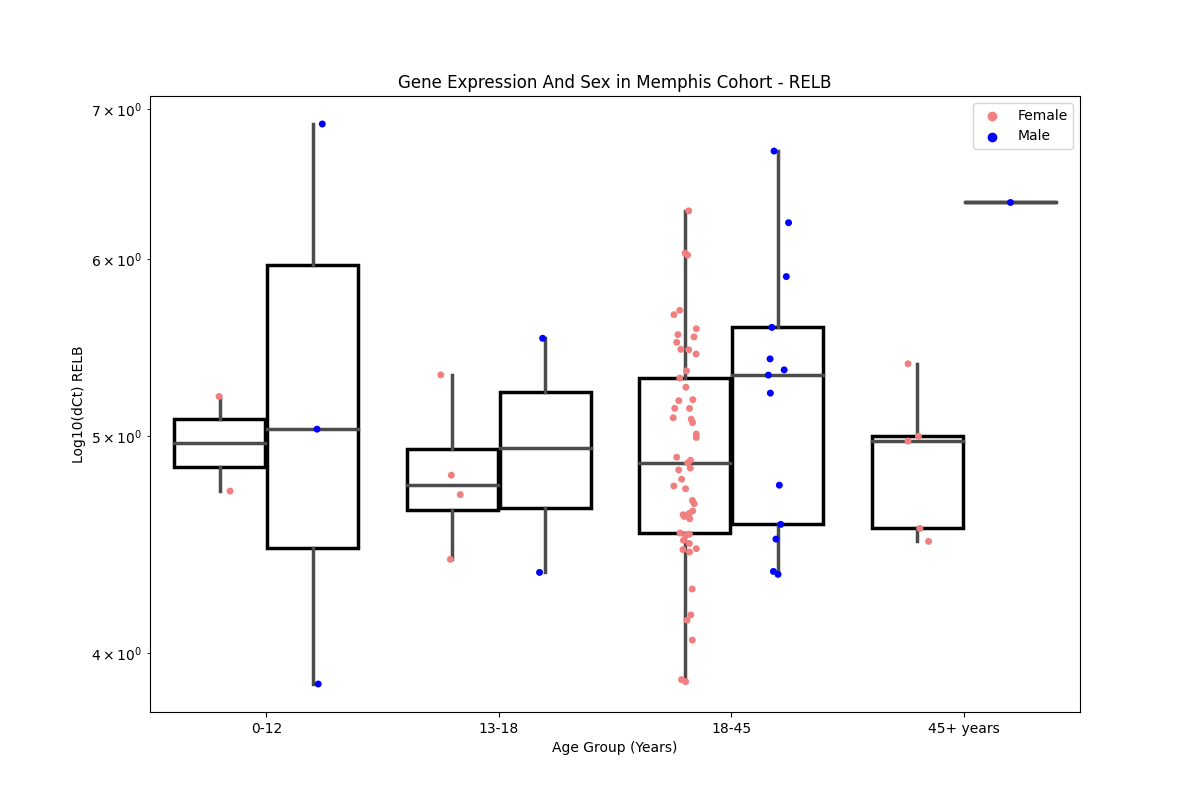 Gene Expression And Sex in Memphis Cohort - RELB
Female
Male
Log10(dCt) RELB
7 × 10⁰
6 × 10⁰
5 × 10⁰
4 × 10⁰
0-12
13-18
18-45
45+ years
Age Group (Years)